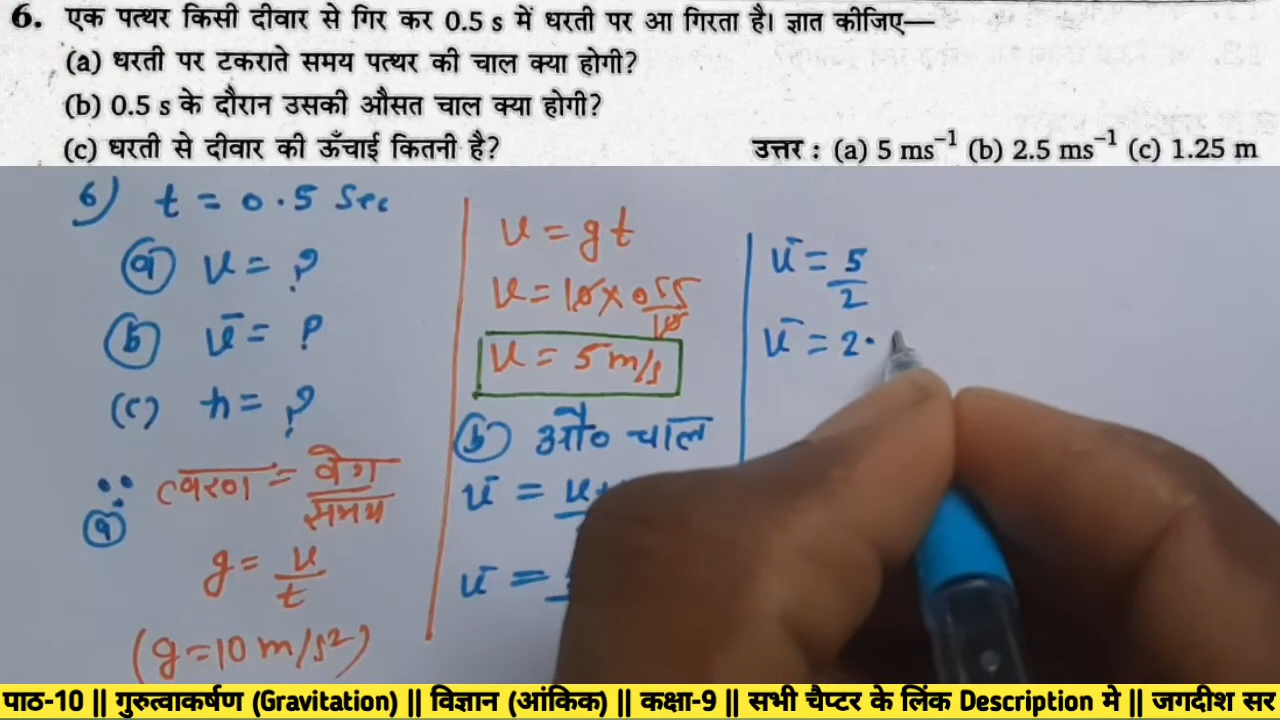 6. एक पत्थर किसी दीवार से गिर कर 0.5 s में धरती पर आ गिरता है। ज्ञात कीजिए—
(a) धरती पर टकराते समय पत्थर की चाल क्या होगी?
(b) 0.5 s के दौरान उसकी औसत चाल क्या होगी?
(c) धरती से दीवार की ऊँचाई कितनी है? उत्तर : (a) 5 ms⁻¹ (b) 2.5 ms⁻¹ (c) 1.25 m
6) t = 0.5 Sec
(a) v = ?
(b) v̄ = ?
(c) h = ?
∵
(a) त्वरण = वेग / समय
g = v / t
(g = 10 m/s²)
v = gt
v = 10 × 05 / 10
v = 5 m/s
(b) औ० चाल
v̄ =
v̄ =
v̄ = 5 / 2
v̄ = 2.
पाठ-10 || गुरुत्वाकर्षण (Gravitation) || विज्ञान (आंकिक) || कक्षा-9 || सभी चैप्टर के लिंक Description मे || जगदीश सर